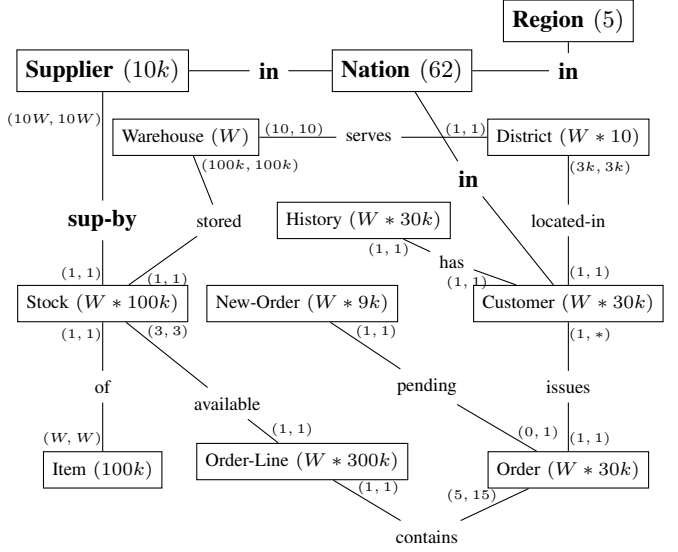 Region (5)
Supplier (10k) in Nation (62) in
(10W, 10W)
Warehouse (W) (10, 10) serves (1, 1) District (W ∗ 10)
(100k, 100k) (3k, 3k)
in
sup-by stored History (W ∗ 30k) located-in
(1, 1)
has
(1, 1) (1, 1) (1, 1) (1, 1)
Stock (W ∗ 100k) New-Order (W ∗ 9k) Customer (W ∗ 30k)
(1, 1) (3, 3) (1, 1) (1, ∗)
of pending issues
available
(W, W) (1, 1) (0, 1) (1, 1)
Item (100k) Order-Line (W ∗ 300k) Order (W ∗ 30k)
(1, 1) (5, 15)
contains